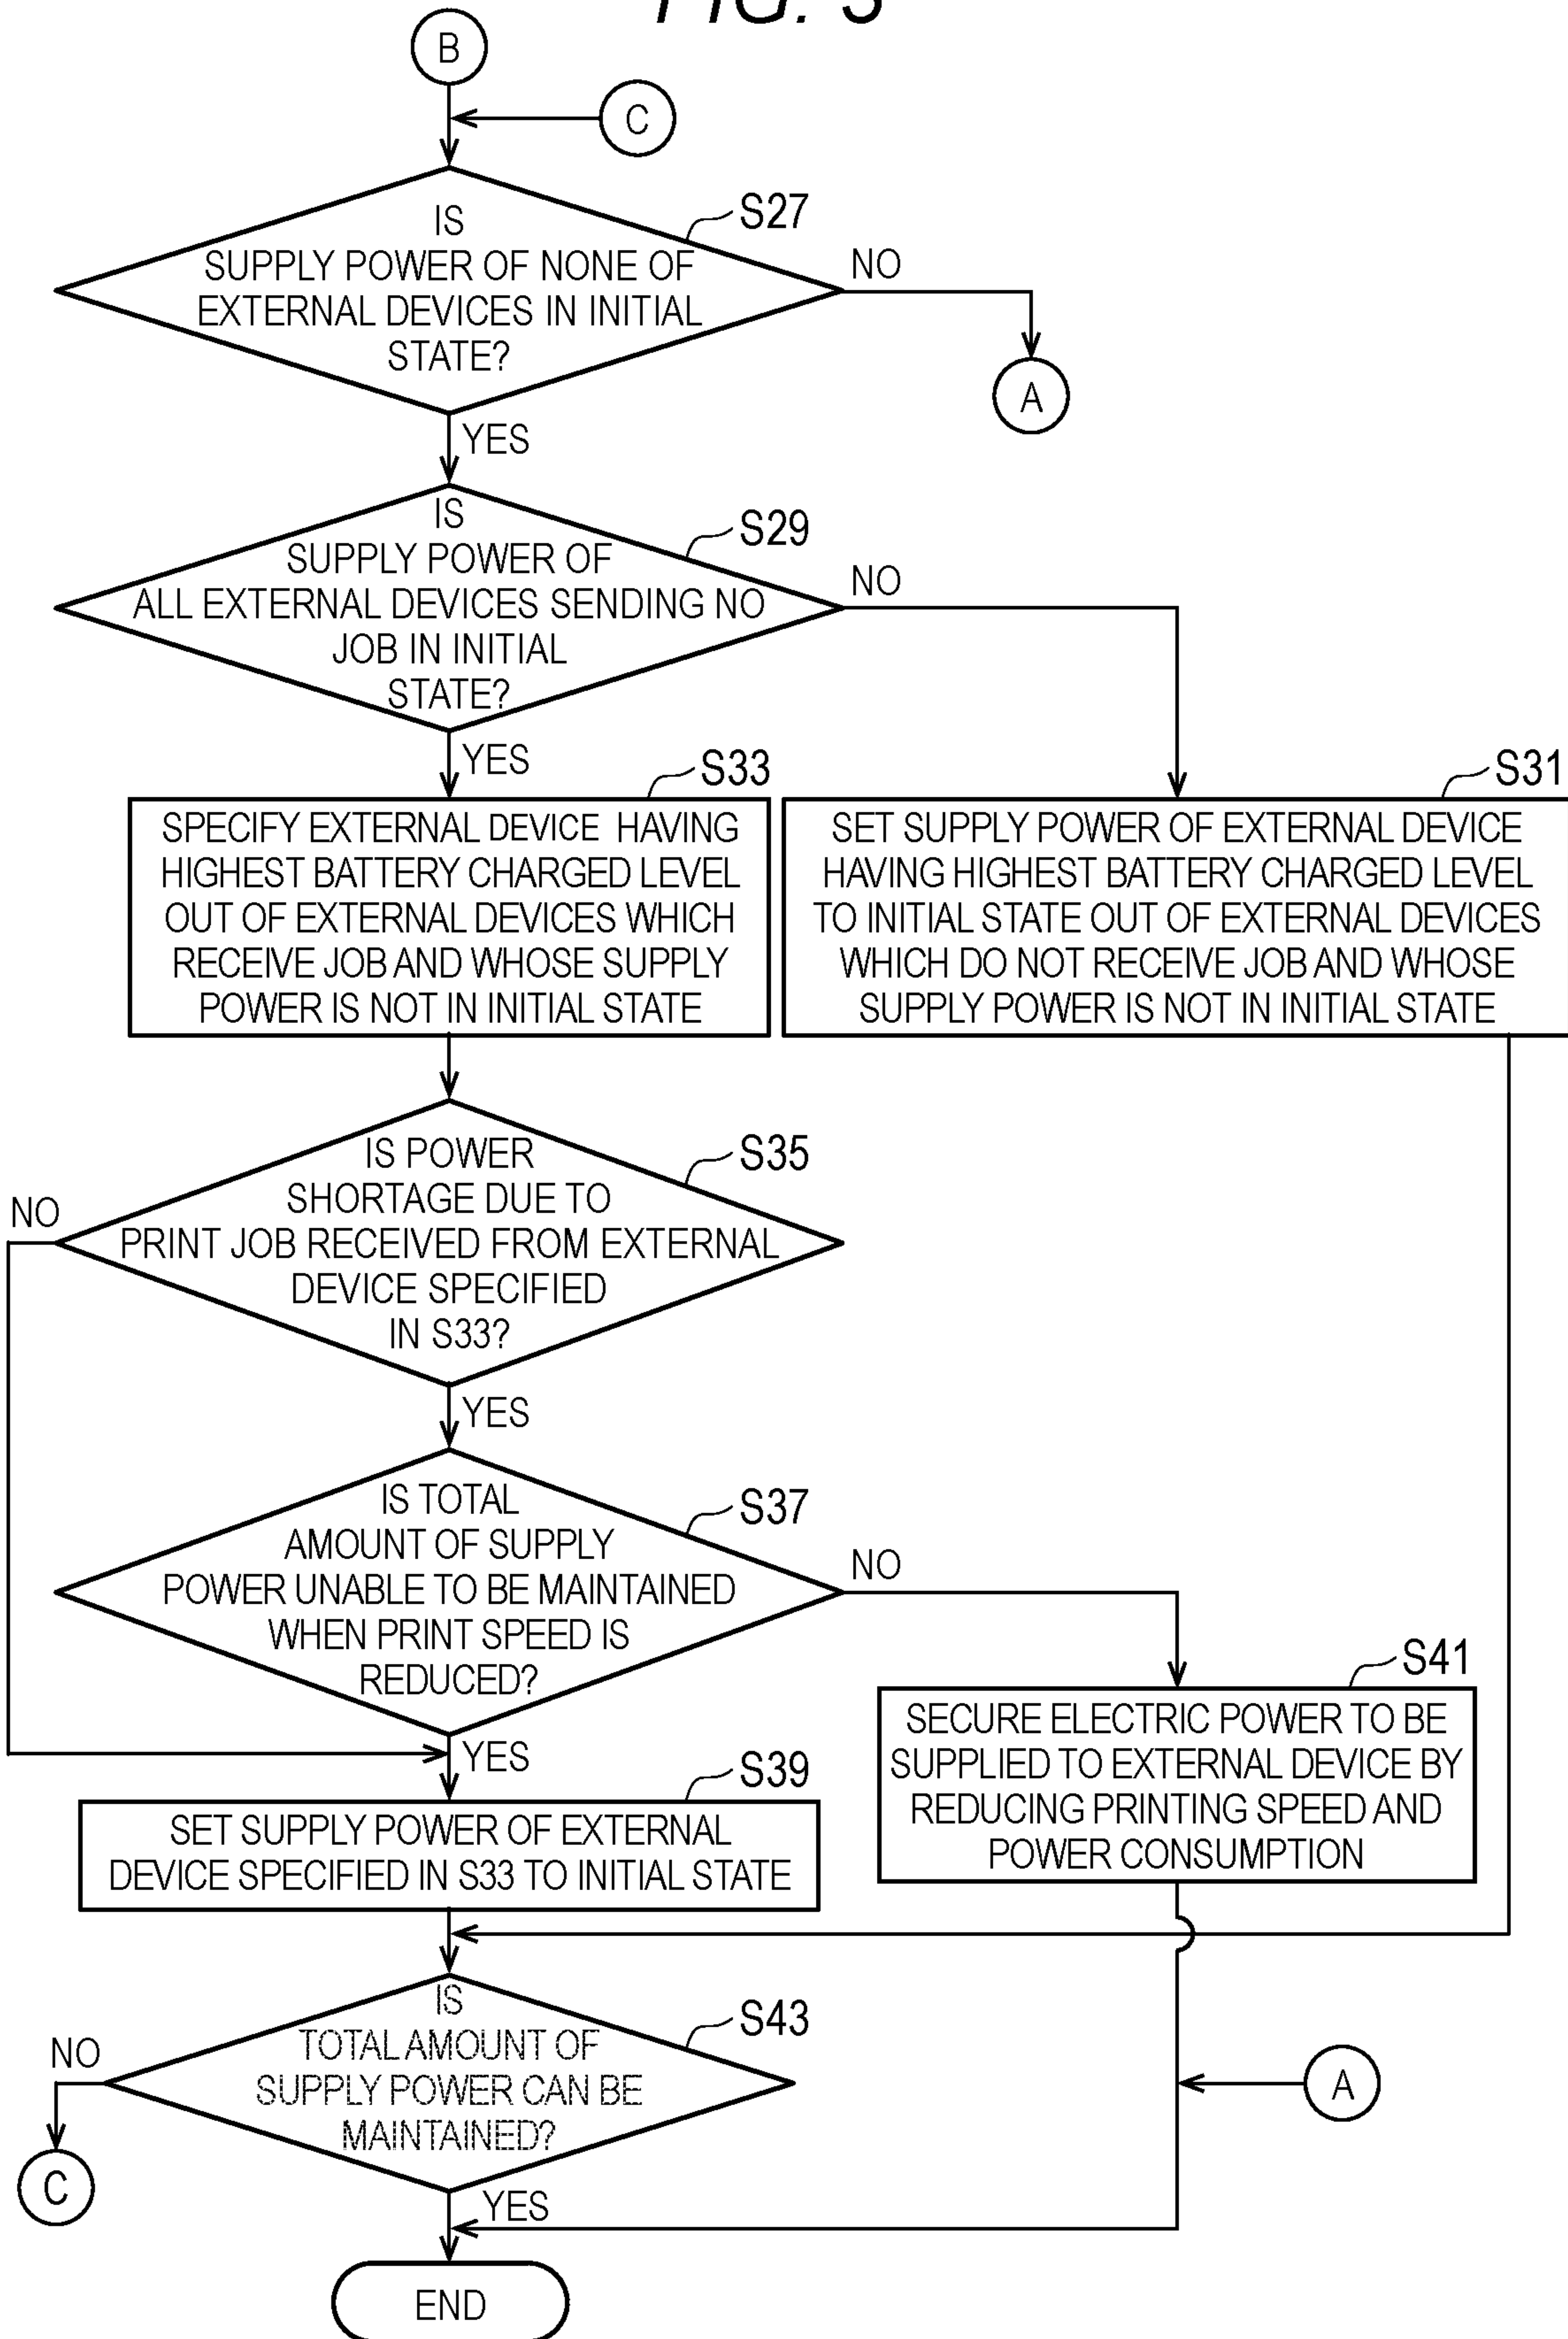 FIG. 5
B
C
IS
SUPPLY POWER OF NONE OF
EXTERNAL DEVICES IN INITIAL
STATE?
S27
NO
A
YES
IS
SUPPLY POWER OF
ALL EXTERNAL DEVICES SENDING NO
JOB IN INITIAL
STATE?
S29
NO
YES
S33
SPECIFY EXTERNAL DEVICE HAVING
HIGHEST BATTERY CHARGED LEVEL
OUT OF EXTERNAL DEVICES WHICH
RECEIVE JOB AND WHOSE SUPPLY
POWER IS NOT IN INITIAL STATE
S31
SET SUPPLY POWER OF EXTERNAL DEVICE
HAVING HIGHEST BATTERY CHARGED LEVEL
TO INITIAL STATE OUT OF EXTERNAL DEVICES
WHICH DO NOT RECEIVE JOB AND WHOSE
SUPPLY POWER IS NOT IN INITIAL STATE
IS POWER
SHORTAGE DUE TO
PRINT JOB RECEIVED FROM EXTERNAL
DEVICE SPECIFIED
IN S33?
S35
NO
YES
IS TOTAL
AMOUNT OF SUPPLY
POWER UNABLE TO BE MAINTAINED
WHEN PRINT SPEED IS
REDUCED?
S37
NO
YES
S41
SECURE ELECTRIC POWER TO BE
SUPPLIED TO EXTERNAL DEVICE BY
REDUCING PRINTING SPEED AND
POWER CONSUMPTION
S39
SET SUPPLY POWER OF EXTERNAL
DEVICE SPECIFIED IN S33 TO INITIAL STATE
IS
TOTAL AMOUNT OF
SUPPLY POWER CAN BE
MAINTAINED?
S43
NO
C
A
YES
END